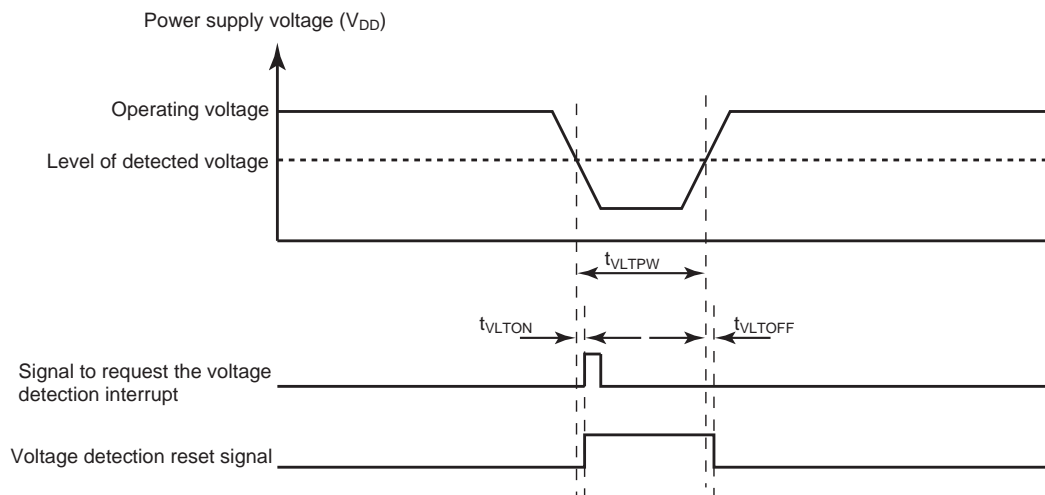 Power supply voltage (VDD)
Operating voltage
Level of detected voltage
tVLTPW
tVLTON
tVLTOFF
Signal to request the voltage
detection interrupt
Voltage detection reset signal